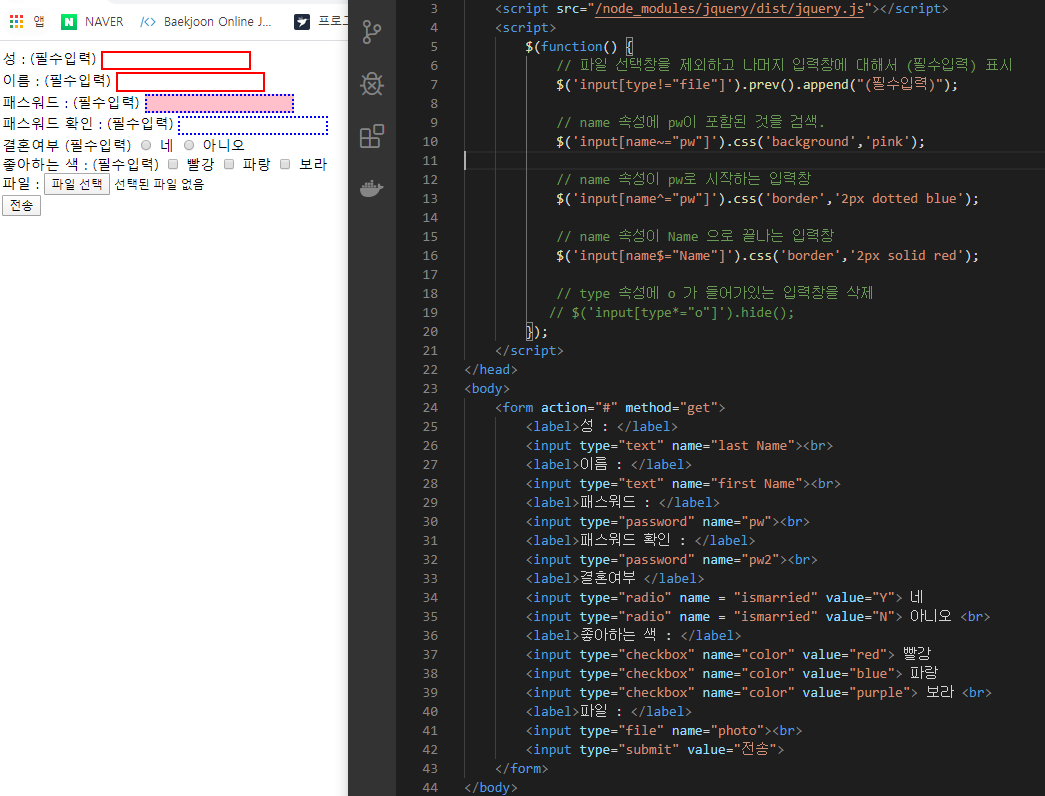 앱 NAVER Baekjoon Online J... 프로그
성 : (필수입력)
이름 : (필수입력)
패스워드 : (필수입력)
패스워드 확인 : (필수입력)
결혼여부 (필수입력) 네 아니오
좋아하는 색 : (필수입력) 빨강 파랑 보라
파일 : 파일 선택 선택된 파일 없음
전송
3 <script src="/node_modules/jquery/dist/jquery.js"></script>
4 <script>
5 $(function() {
6 // 파일 선택창을 제외하고 나머지 입력창에 대해서 (필수입력) 표시
7 $('input[type!="file"]').prev().append("(필수입력)");
8
9 // name 속성에 pw이 포함된 것을 검색.
10 $('input[name~="pw"]').css('background','pink');
11
12 // name 속성이 pw로 시작하는 입력창
13 $('input[name^="pw"]').css('border','2px dotted blue');
14
15 // name 속성이 Name 으로 끝나는 입력창
16 $('input[name$="Name"]').css('border','2px solid red');
17
18 // type 속성에 o 가 들어가있는 입력창을 삭제
19 // $('input[type*="o"]').hide();
20 });
21 </script>
22 </head>
23 <body>
24 <form action="#" method="get">
25 <label>성 : </label>
26 <input type="text" name="last Name"><br>
27 <label>이름 : </label>
28 <input type="text" name="first Name"><br>
29 <label>패스워드 : </label>
30 <input type="password" name="pw"><br>
31 <label>패스워드 확인 : </label>
32 <input type="password" name="pw2"><br>
33 <label>결혼여부 </label>
34 <input type="radio" name = "ismarried" value="Y"> 네
35 <input type="radio" name = "ismarried" value="N"> 아니오 <br>
36 <label>좋아하는 색 : </label>
37 <input type="checkbox" name="color" value="red"> 빨강
38 <input type="checkbox" name="color" value="blue"> 파랑
39 <input type="checkbox" name="color" value="purple"> 보라 <br>
40 <label>파일 : </label>
41 <input type="file" name="photo"><br>
42 <input type="submit" value="전송">
43 </form>
44 </body>